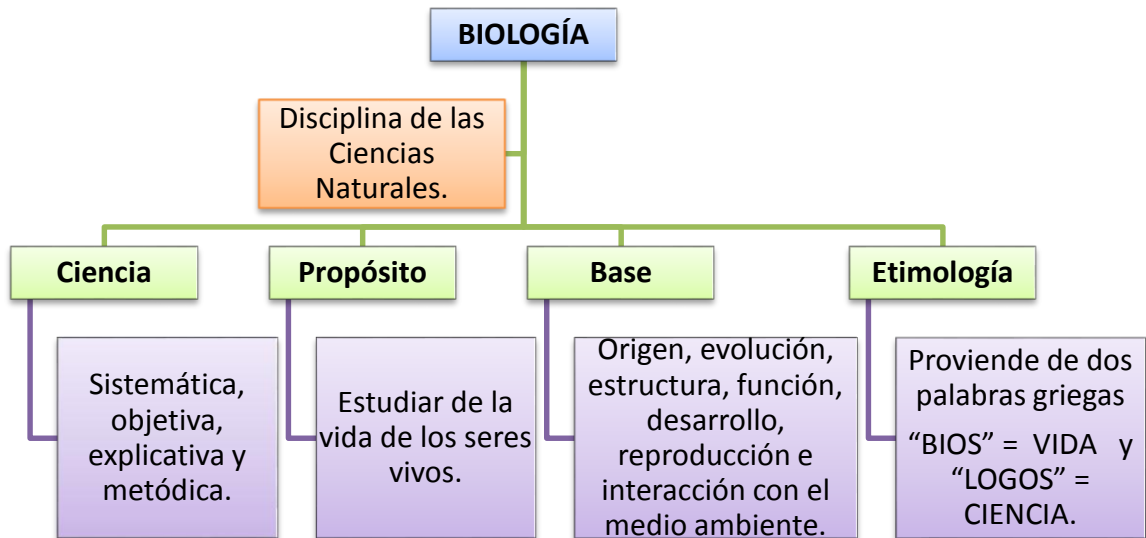 BIOLOGÍA
Disciplina de las
Ciencias
Naturales.
Ciencia
Sistemática,
objetiva,
explicativa y
metódica.
Propósito
Estudiar de la
vida de los seres
vivos.
Base
Origen, evolución,
estructura, función,
desarrollo,
reproducción e
interacción con el
medio ambiente.
Etimología
Proviende de dos
palabras griegas
“BIOS” = VIDA y
“LOGOS” =
CIENCIA.